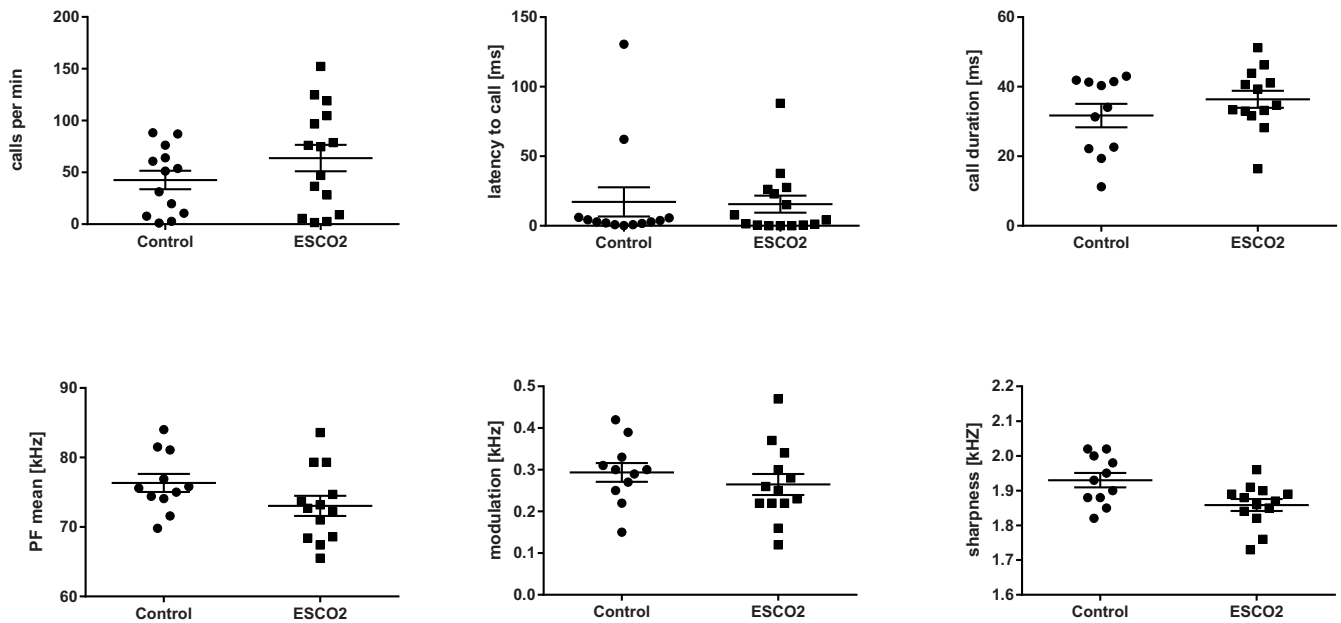 calls per min
200
150
100
50
0
Control ESCO2
latency to call [ms]
150
100
50
0
Control ESCO2
call duration [ms]
60
40
20
0
Control ESCO2
PF mean [kHz]
90
80
70
60
Control ESCO2
modulation [kHz]
0.5
0.4
0.3
0.2
0.1
0.0
Control ESCO2
sharpness [kHZ]
2.2
2.1
2.0
1.9
1.8
1.7
1.6
Control ESCO2